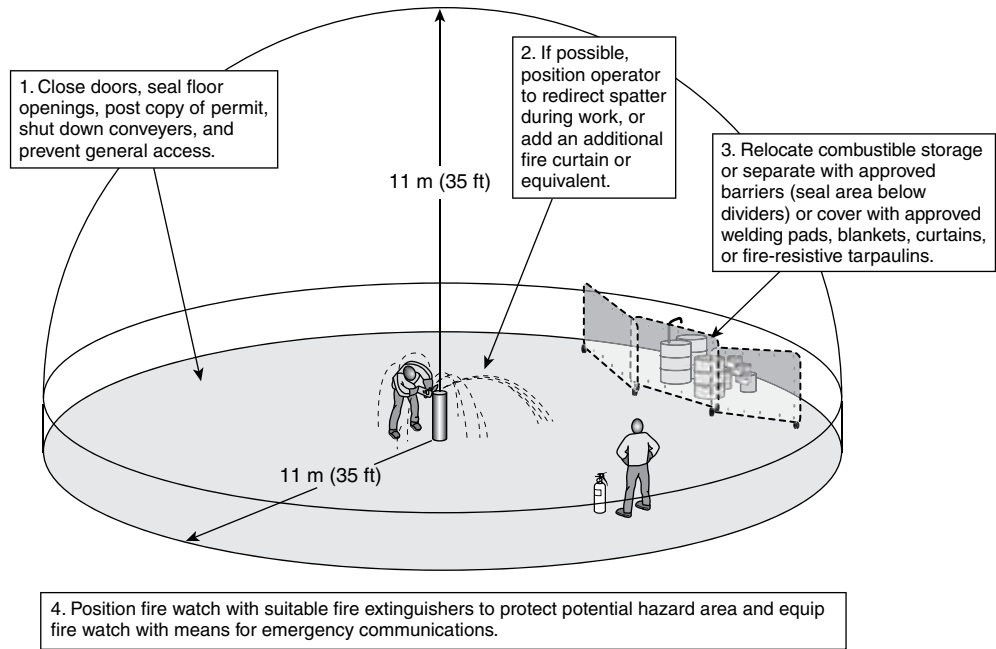 1. Close doors, seal floor
openings, post copy of permit,
shut down conveyers, and
prevent general access.
2. If possible,
position operator
to redirect spatter
during work, or
add an additional
fire curtain or
equivalent.
3. Relocate combustible storage
or separate with approved
barriers (seal area below
dividers) or cover with approved
welding pads, blankets, curtains,
or fire-resistive tarpaulins.
11 m (35 ft)
11 m (35 ft)
4. Position fire watch with suitable fire extinguishers to protect potential hazard area and equip
fire watch with means for emergency communications.